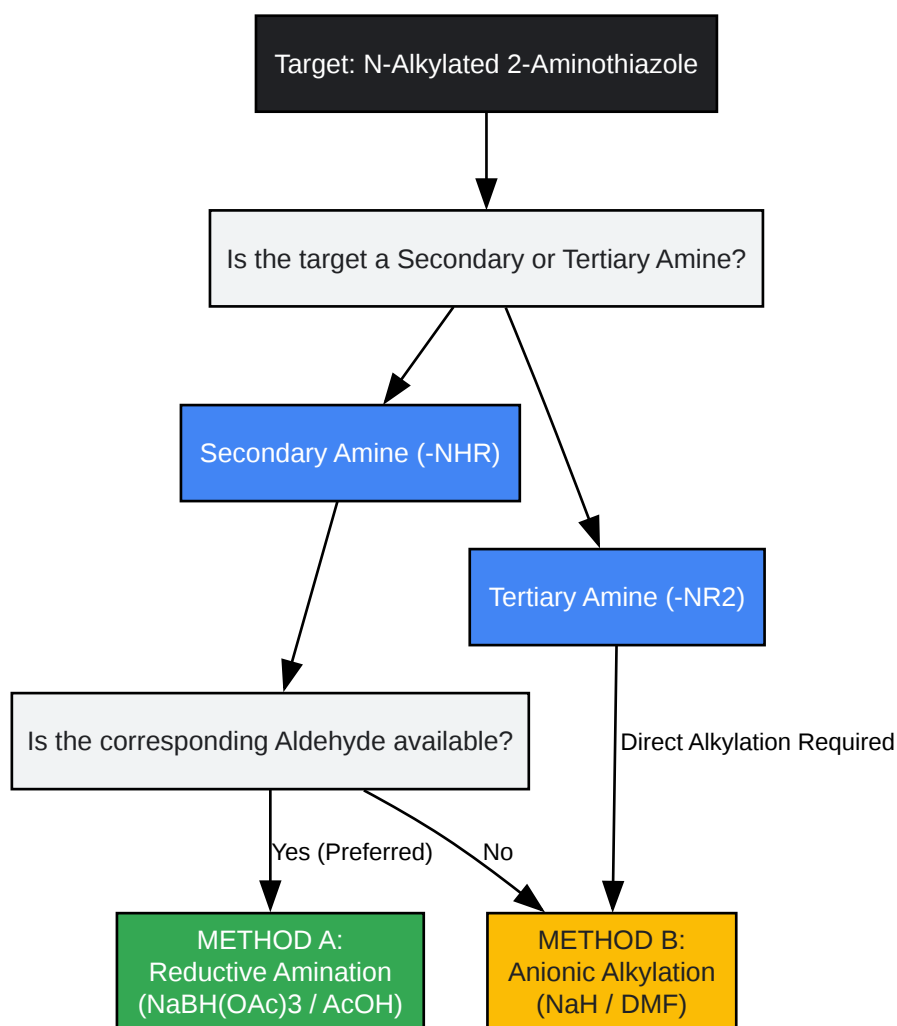 Target: N-Alkylated 2-Aminothiazole
Is the target a Secondary or Tertiary Amine?
Secondary Amine (-NHR)
Tertiary Amine (-NR2)
Is the corresponding Aldehyde available?
Direct Alkylation Required
Yes (Preferred)
No
METHOD A:
Reductive Amination
(NaBH(OAc)3 / AcOH)
METHOD B:
Anionic Alkylation
(NaH / DMF)